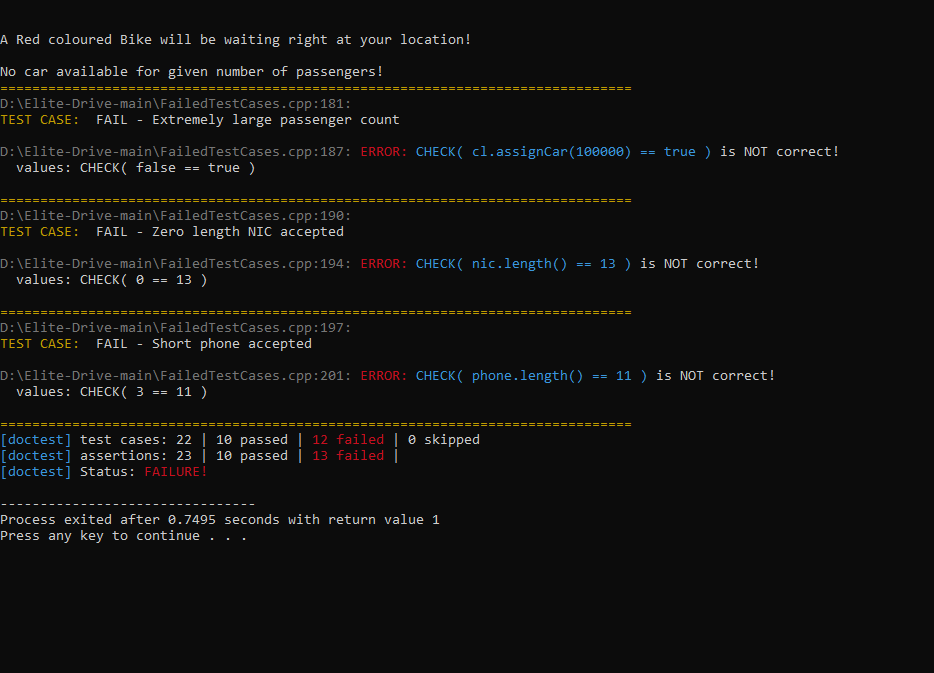 A Red coloured Bike will be waiting right at your location!
No car available for given number of passengers!
===============================================================================
D:\Elite-Drive-main\FailedTestCases.cpp:181:
TEST CASE:  FAIL - Extremely large passenger count
D:\Elite-Drive-main\FailedTestCases.cpp:187: ERROR: CHECK( cl.assignCar(100000) == true ) is NOT correct!
  values: CHECK( false == true )
===============================================================================
D:\Elite-Drive-main\FailedTestCases.cpp:190:
TEST CASE:  FAIL - Zero length NIC accepted
D:\Elite-Drive-main\FailedTestCases.cpp:194: ERROR: CHECK( nic.length() == 13 ) is NOT correct!
  values: CHECK( 0 == 13 )
===============================================================================
D:\Elite-Drive-main\FailedTestCases.cpp:197:
TEST CASE:  FAIL - Short phone accepted
D:\Elite-Drive-main\FailedTestCases.cpp:201: ERROR: CHECK( phone.length() == 11 ) is NOT correct!
  values: CHECK( 3 == 11 )
===============================================================================
[doctest] test cases: 22 | 10 passed | 12 failed | 0 skipped
[doctest] assertions: 23 | 10 passed | 13 failed |
[doctest] Status: FAILURE!
--------------------------------
Process exited after 0.7495 seconds with return value 1
Press any key to continue . . .